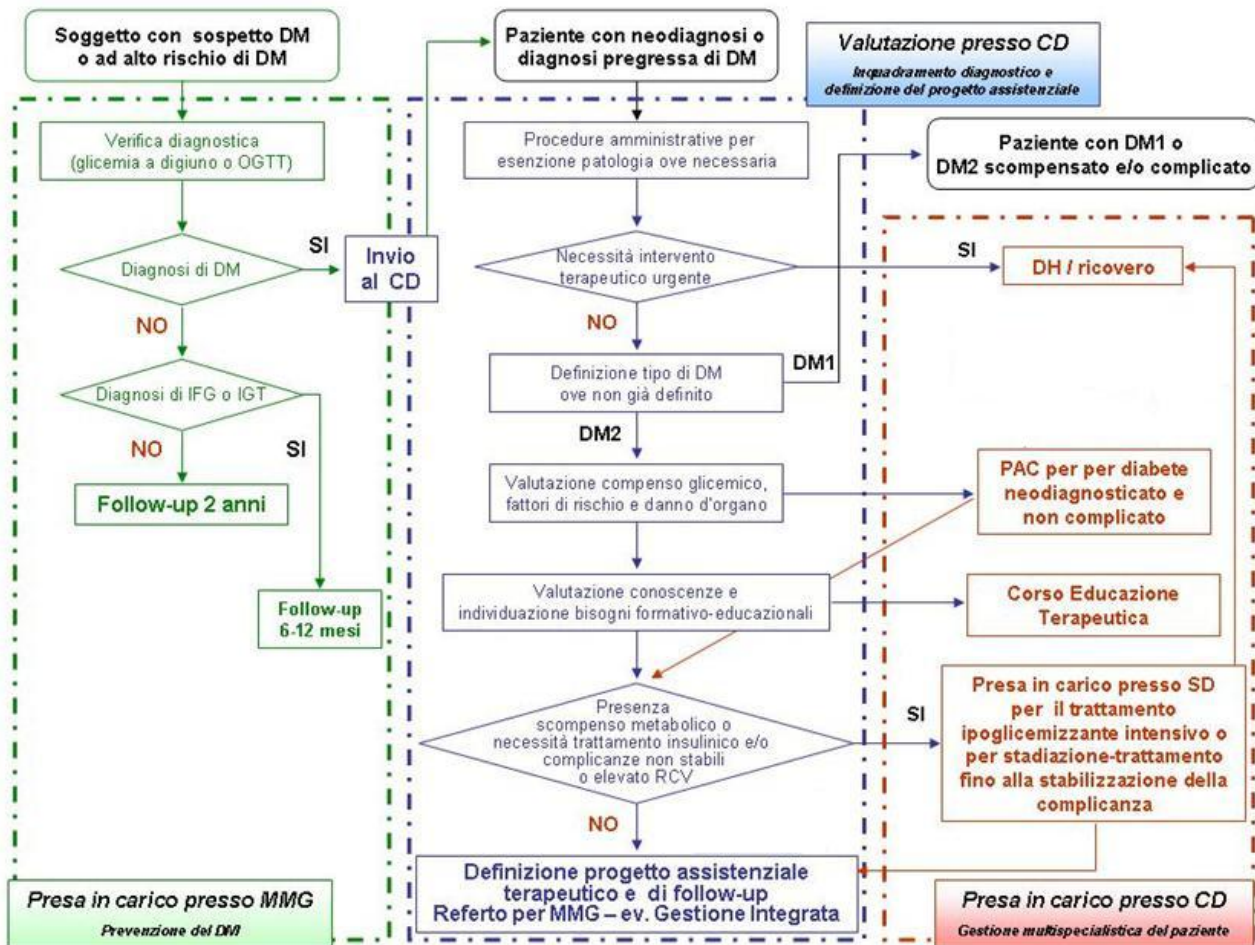 Soggetto con sospetto DM
o ad alto rischio di DM
Verifica diagnostica
(glicemia a digiuno o OGTT)
Diagnosi di DM
SI
Invio
al CD
NO
Diagnosi di IFG o IGT
NO
SI
Follow-up 2 anni
Follow-up
6-12 mesi
Presa in carico presso MMG
Prevenzione del DM
Paziente con neodiagnosi o
diagnosi pregressa di DM
Valutazione presso CD
Inquadramento diagnostico e
definizione del progetto assistenziale
Procedure amministrative per
esenzione patologia ove necessaria
Necessità intervento
terapeutico urgente
SI
NO
Definizione tipo di DM
ove non già definito
DM1
DM2
Valutazione compenso glicemico,
fattori di rischio e danno d'organo
Valutazione conoscenze e
individuazione bisogni formativo-educazionali
Presenza
scompenso metabolico o
necessità trattamento insulinico e/o
complicanze non stabili
o elevato RCV
SI
NO
Definizione progetto assistenziale
terapeutico e di follow-up
Referto per MMG – ev. Gestione Integrata
Paziente con DM1 o
DM2 scompensato e/o complicato
DH / ricovero
PAC per per diabete
neodiagnosticato e
non complicato
Corso Educazione
Terapeutica
Presa in carico presso SD
per il trattamento
ipoglicemizzante intensivo o
per stadiazione-trattamento
fino alla stabilizzazione della
complicanza
Presa in carico presso CD
Gestione multispecialistica del paziente